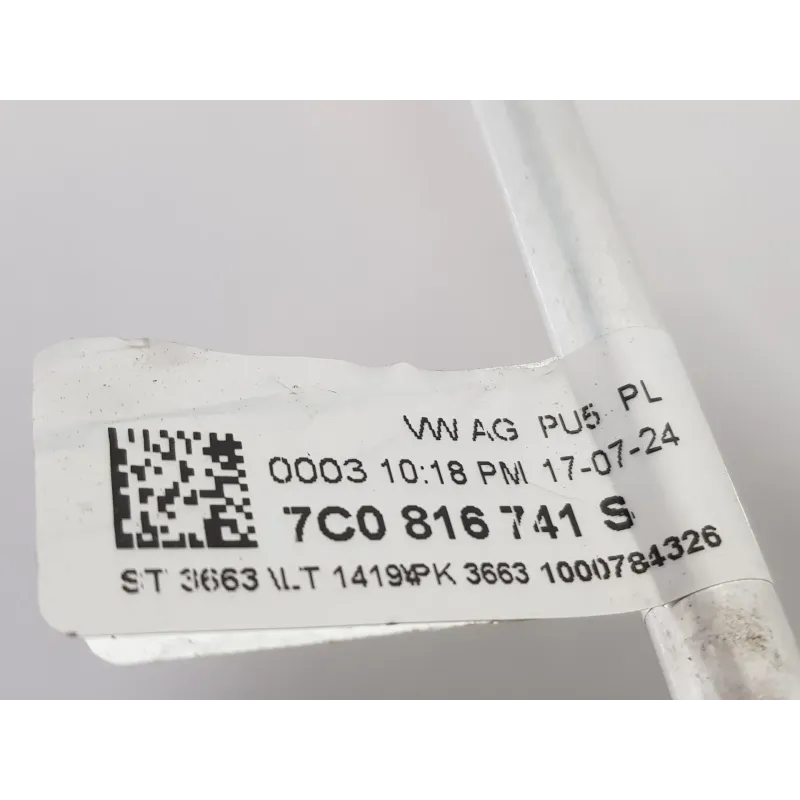 VW AG PU5 PL
0003 10:18 PM 17-07-24
7C0 816 741 S
ST 3663 \LT 1419\*PK 3663 1000784326